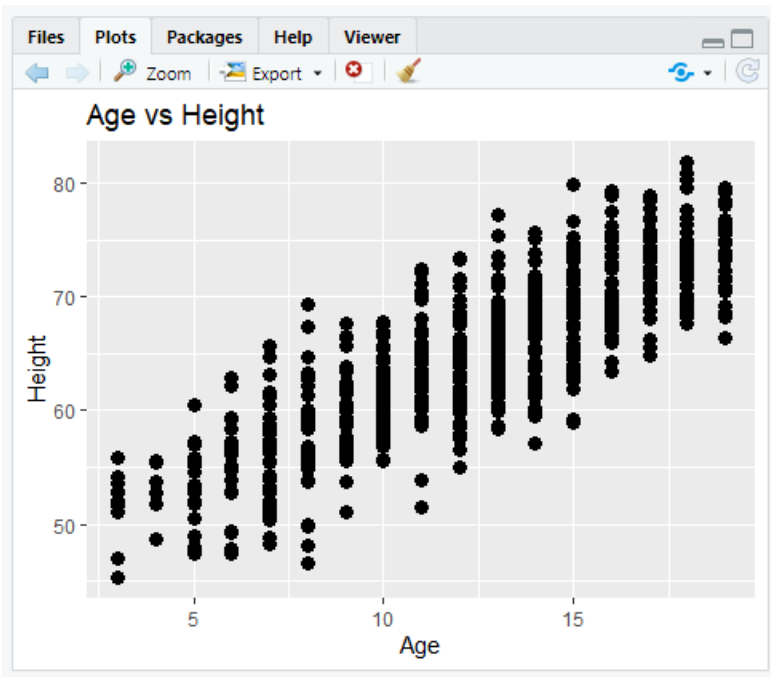 Files Plots Packages Help Viewer
Zoom Export
Age vs Height
80
70
60
50
Height
5 10 15
Age